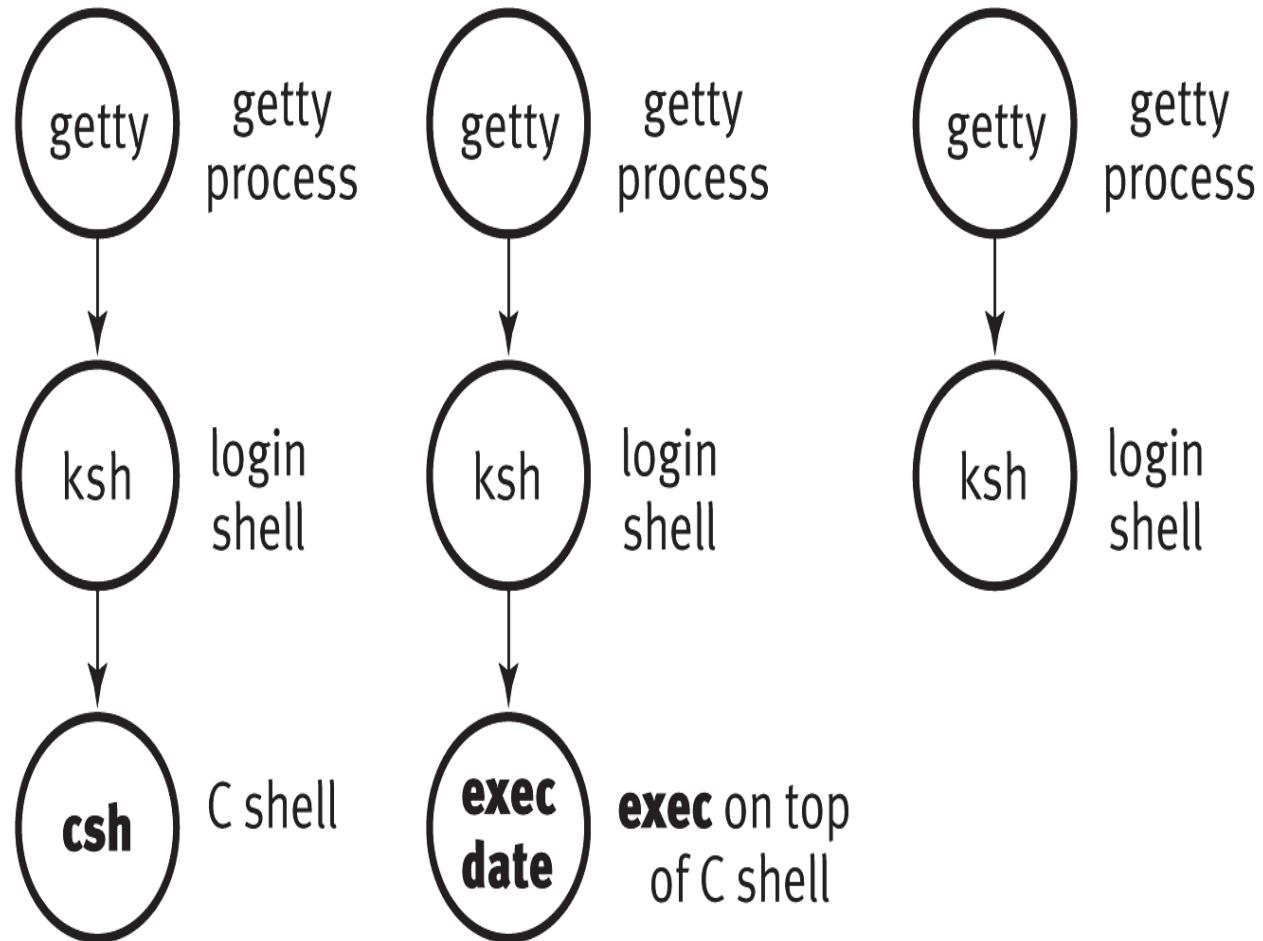 getty
getty
process
getty
getty
process
getty
getty
process
ksh
login
shell
ksh
login
shell
ksh
login
shell
csh
C shell
exec
date
exec on top
of C shell